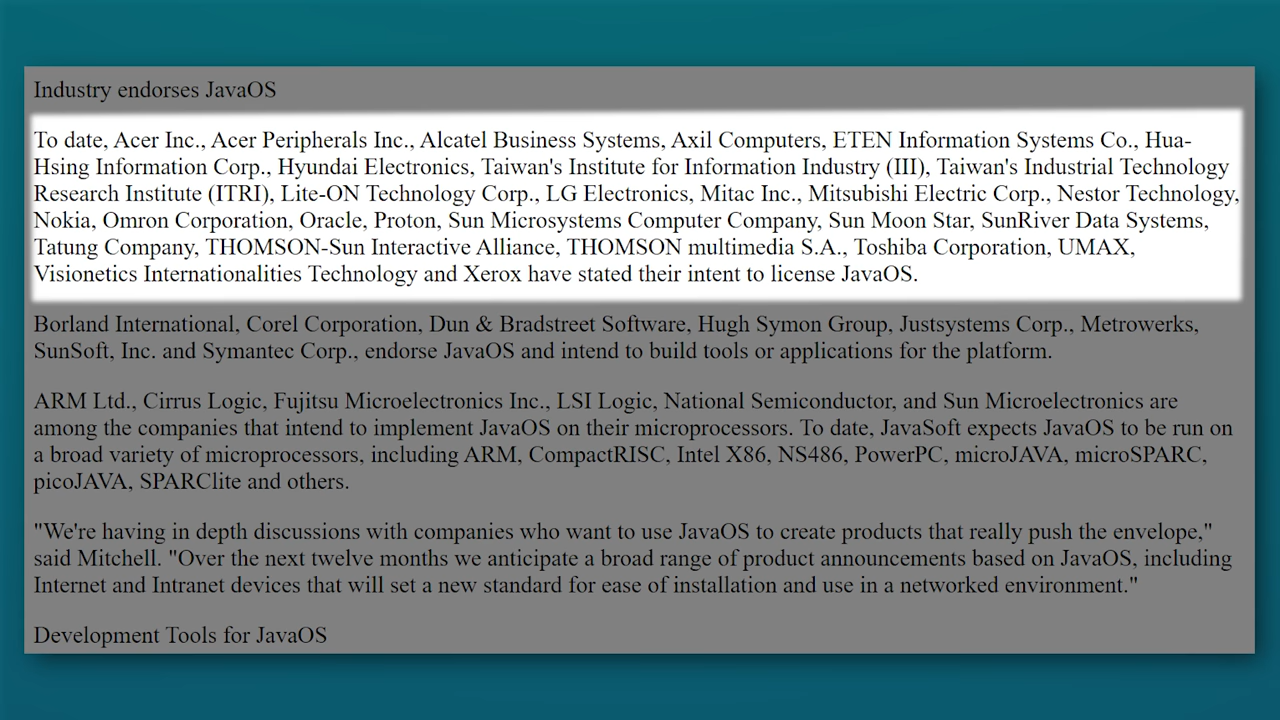 Industry endorses JavaOS
To date, Acer Inc., Acer Peripherals Inc., Alcatel Business Systems, Axil Computers, ETEN Information Systems Co., Hua-
Hsing Information Corp., Hyundai Electronics, Taiwan's Institute for Information Industry (III), Taiwan's Industrial Technology
Research Institute (ITRI), Lite-ON Technology Corp., LG Electronics, Mitac Inc., Mitsubishi Electric Corp., Nestor Technology,
Nokia, Omron Corporation, Oracle, Proton, Sun Microsystems Computer Company, Sun Moon Star, SunRiver Data Systems,
Tatung Company, THOMSON-Sun Interactive Alliance, THOMSON multimedia S.A., Toshiba Corporation, UMAX,
Visionetics Internationalities Technology and Xerox have stated their intent to license JavaOS.
Borland International, Corel Corporation, Dun & Bradstreet Software, Hugh Symon Group, Justsystems Corp., Metrowerks,
SunSoft, Inc. and Symantec Corp., endorse JavaOS and intend to build tools or applications for the platform.
ARM Ltd., Cirrus Logic, Fujitsu Microelectronics Inc., LSI Logic, National Semiconductor, and Sun Microelectronics are
among the companies that intend to implement JavaOS on their microprocessors. To date, JavaSoft expects JavaOS to be run on
a broad variety of microprocessors, including ARM, CompactRISC, Intel X86, NS486, PowerPC, microJAVA, microSPARC,
picoJAVA, SPARClite and others.
"We're having in depth discussions with companies who want to use JavaOS to create products that really push the envelope,"
said Mitchell. "Over the next twelve months we anticipate a broad range of product announcements based on JavaOS, including
Internet and Intranet devices that will set a new standard for ease of installation and use in a networked environment."
Development Tools for JavaOS